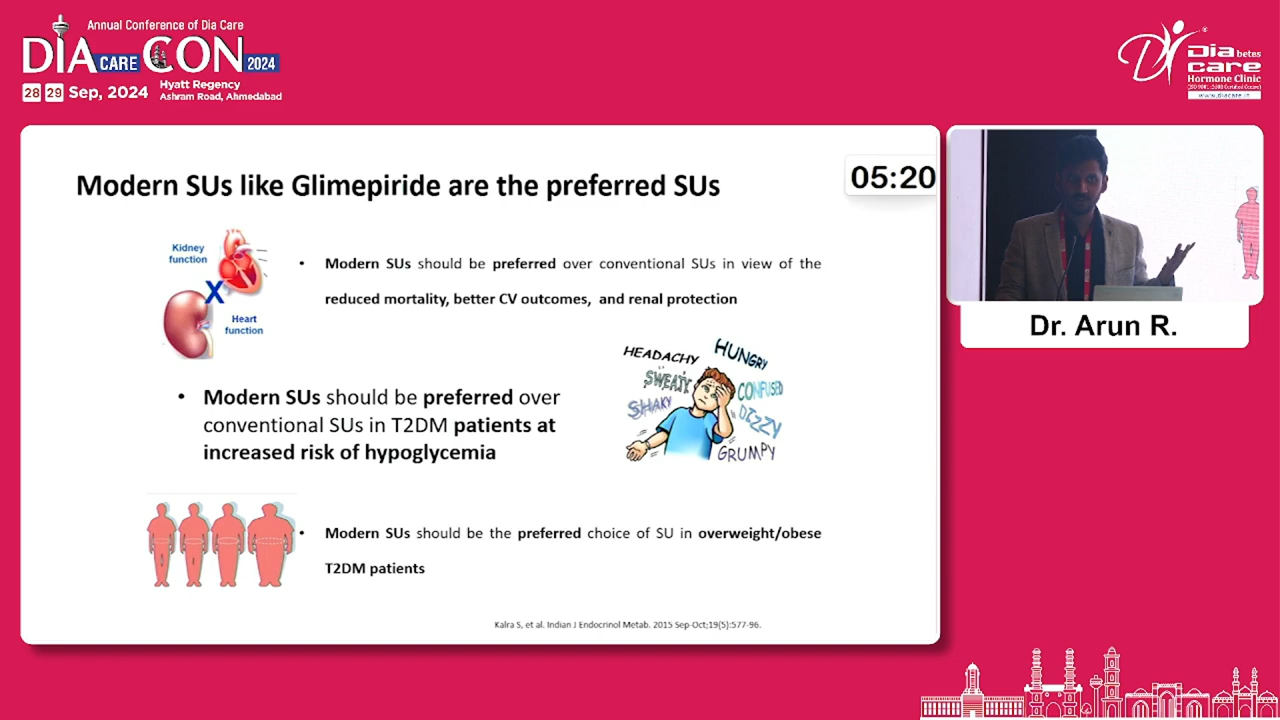 Annual Conference of Dia Care
DIA CARE CON 2024
28 29 Sep, 2024
Hyatt Regency
Ashram Road, Ahmedabad
Diabetes
care
Hormone Clinic
www.diacare.in
Modern SUs like Glimepiride are the preferred SUs
05:20
Kidney
function
X
Heart
function
• Modern SUs should be preferred over conventional SUs in view of the
reduced mortality, better CV outcomes, and renal protection
HEADACHY
HUNGRY
SWEATY
CONFUSED
SHAKY
DIZZY
GRUMPY
• Modern SUs should be preferred over
conventional SUs in T2DM patients at
increased risk of hypoglycemia
• Modern SUs should be the preferred choice of SU in overweight/obese
T2DM patients
Kalra S, et al. Indian J Endocrinol Metab. 2015 Sep-Oct;19(5):577-96.
Dr. Arun R.